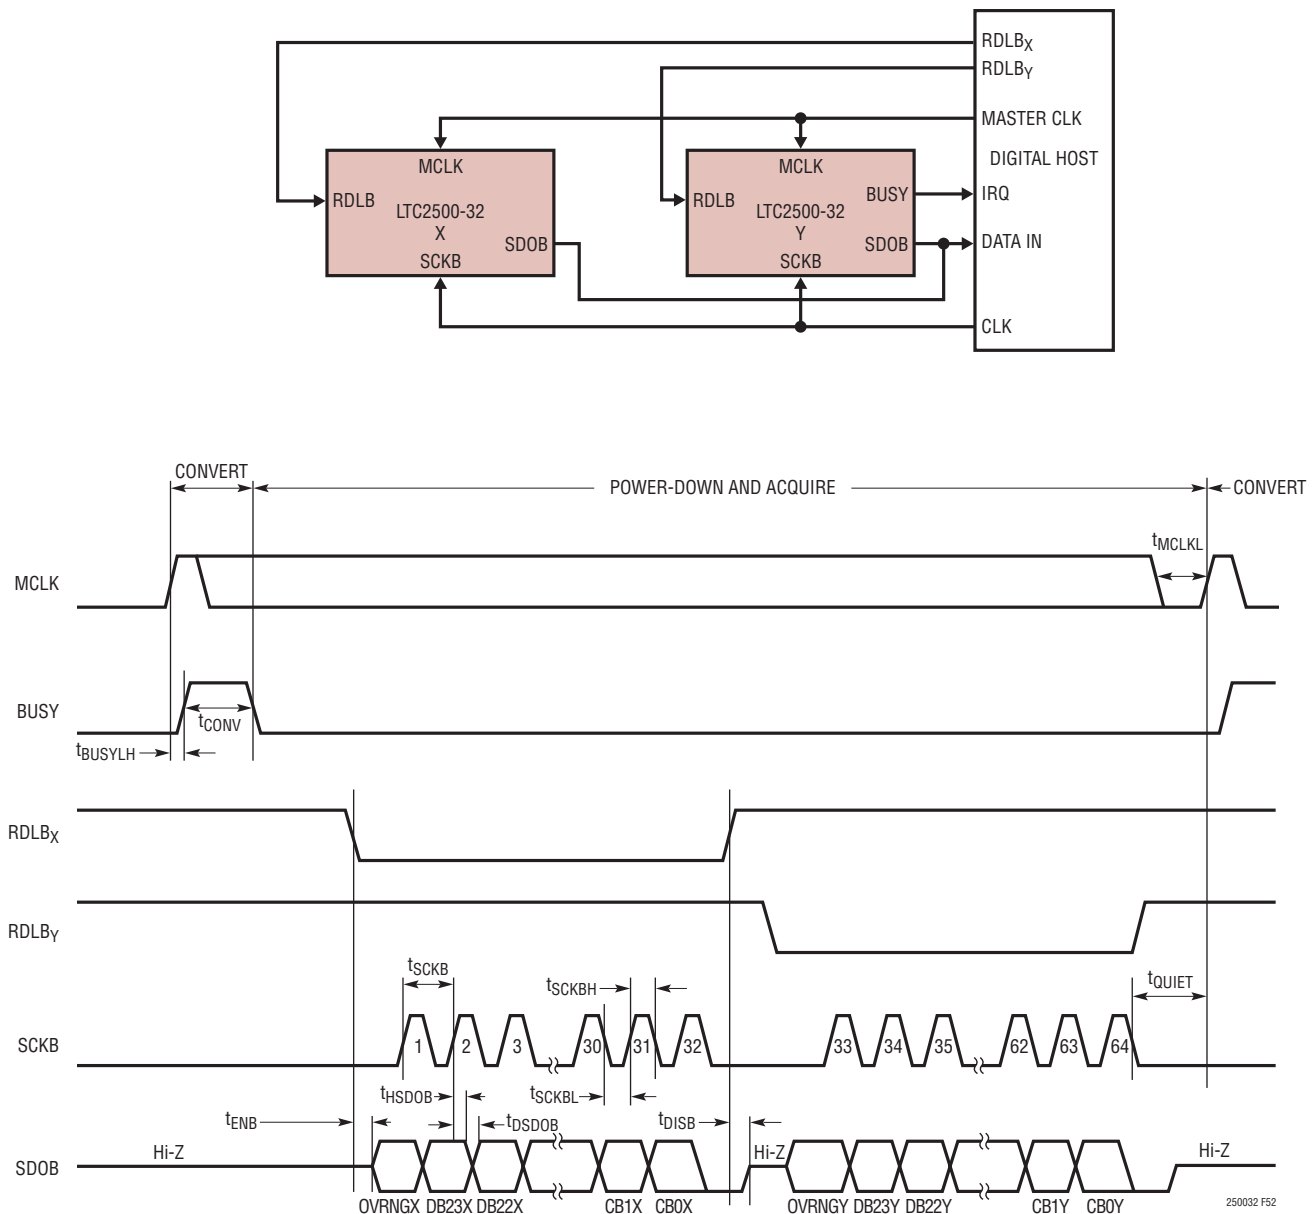 RDLBX
RDLBY
MASTER CLK
MCLK
MCLK
DIGITAL HOST
RDLB
LTC2500-32
X
RDLB
LTC2500-32
Y
BUSY
IRQ
SDOB
SDOB
DATA IN
SCKB
SCKB
CLK
CONVERT
POWER-DOWN AND ACQUIRE
CONVERT
tMCLKL
MCLK
BUSY
tCONV
tBUSYLH
RDLBX
RDLBY
tSCKB
tSCKBH
tQUIET
SCKB
1 2 3 30 31 32 33 34 35 62 63 64
tHSDOB
tSCKBL
tENB
tDSDOB
tDISB
SDOB
Hi-Z
Hi-Z
Hi-Z
OVRNGX DB23X DB22X CB1X CB0X OVRNGY DB23Y DB22Y CB1Y CB0Y
250032 F52